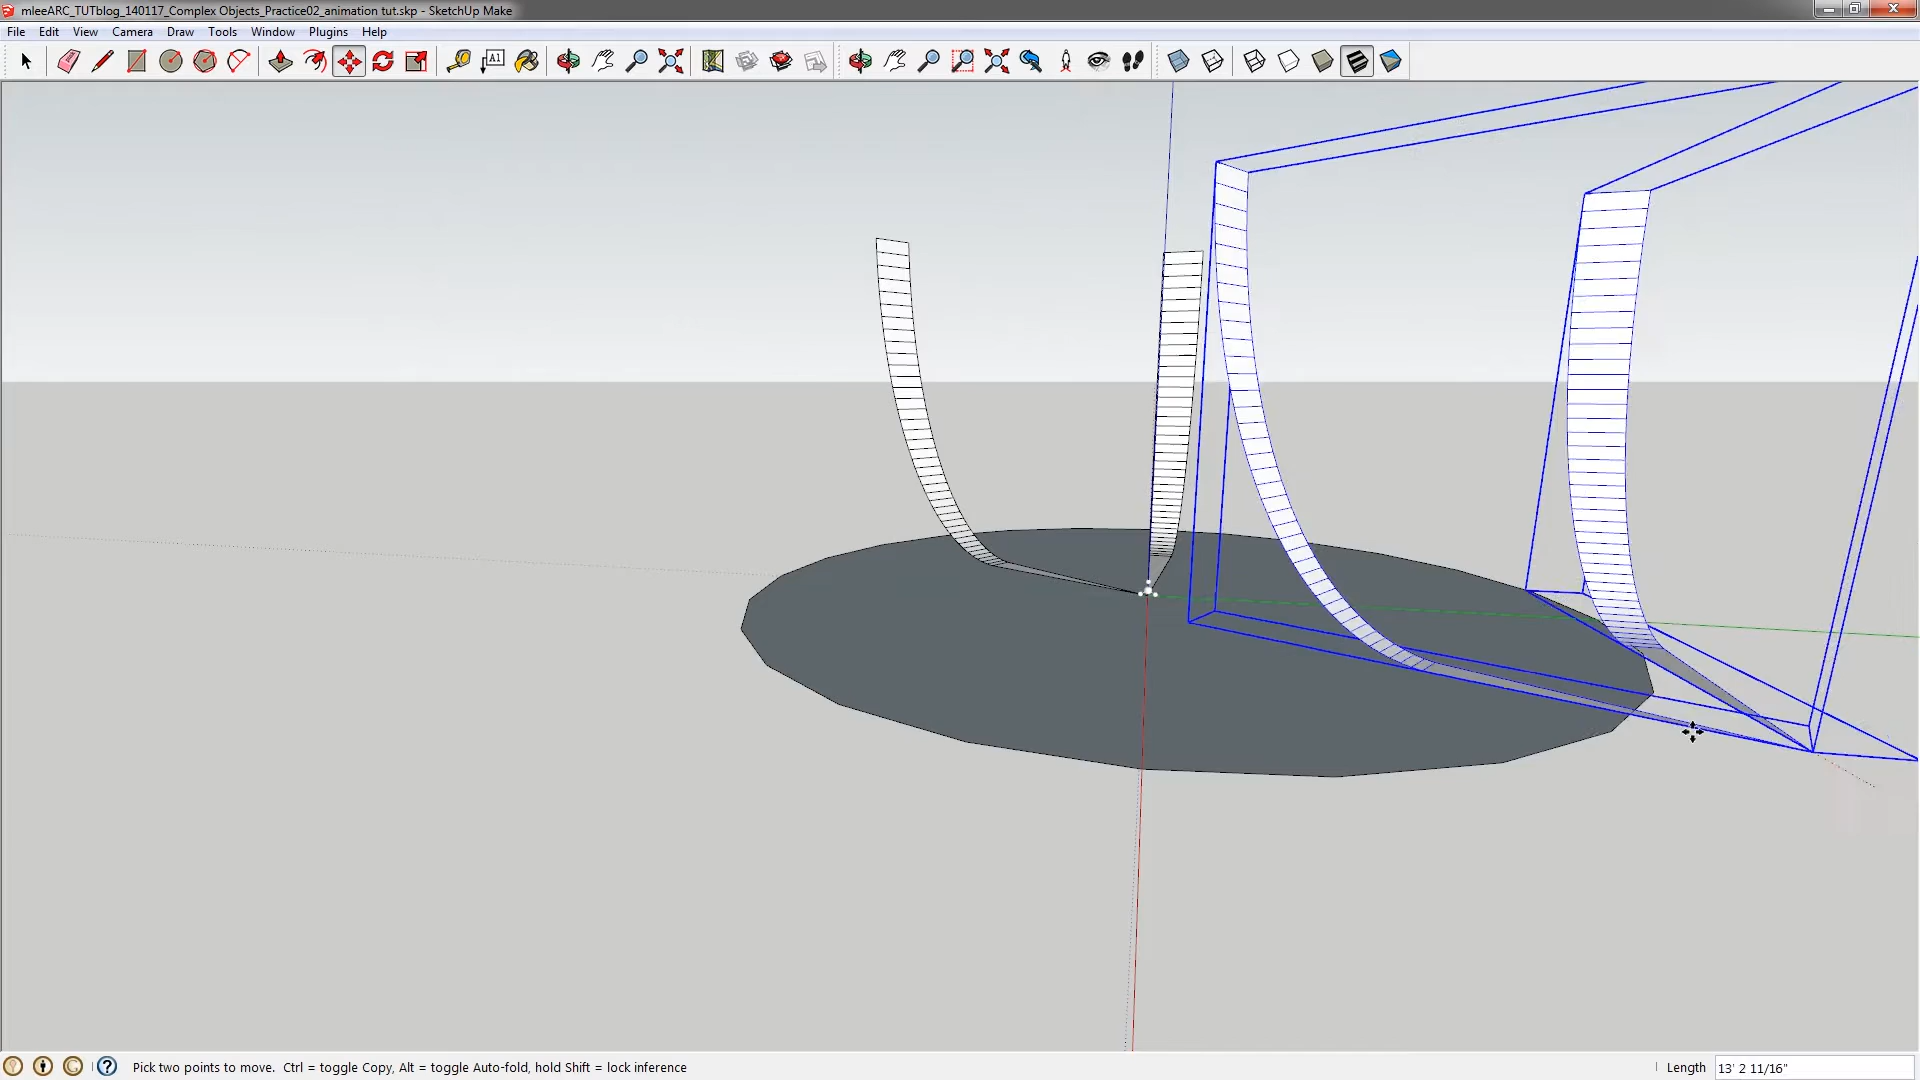 mleeARC_TUTblog_140117_Complex Objects_Practice02_animation tut.skp - SketchUp Make
File Edit View Camera Draw Tools Window Plugins Help
A1
Pick two points to move. Ctrl = toggle Copy, Alt = toggle Auto-fold, hold Shift = lock inference
Length 13' 2 11/16"